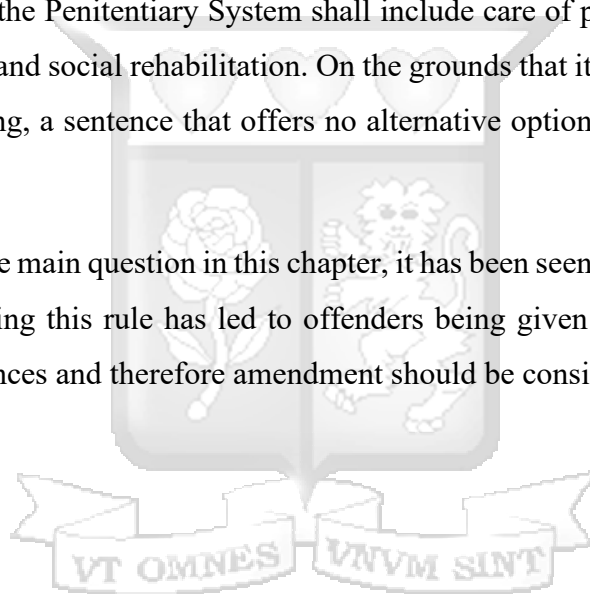 the Penitentiary System shall include care of p
and social rehabilitation. On the grounds that it
ng, a sentence that offers no alternative option
e main question in this chapter, it has been seen
ing this rule has led to offenders being given
nces and therefore amendment should be consi
VT OMNES VNVM SINT